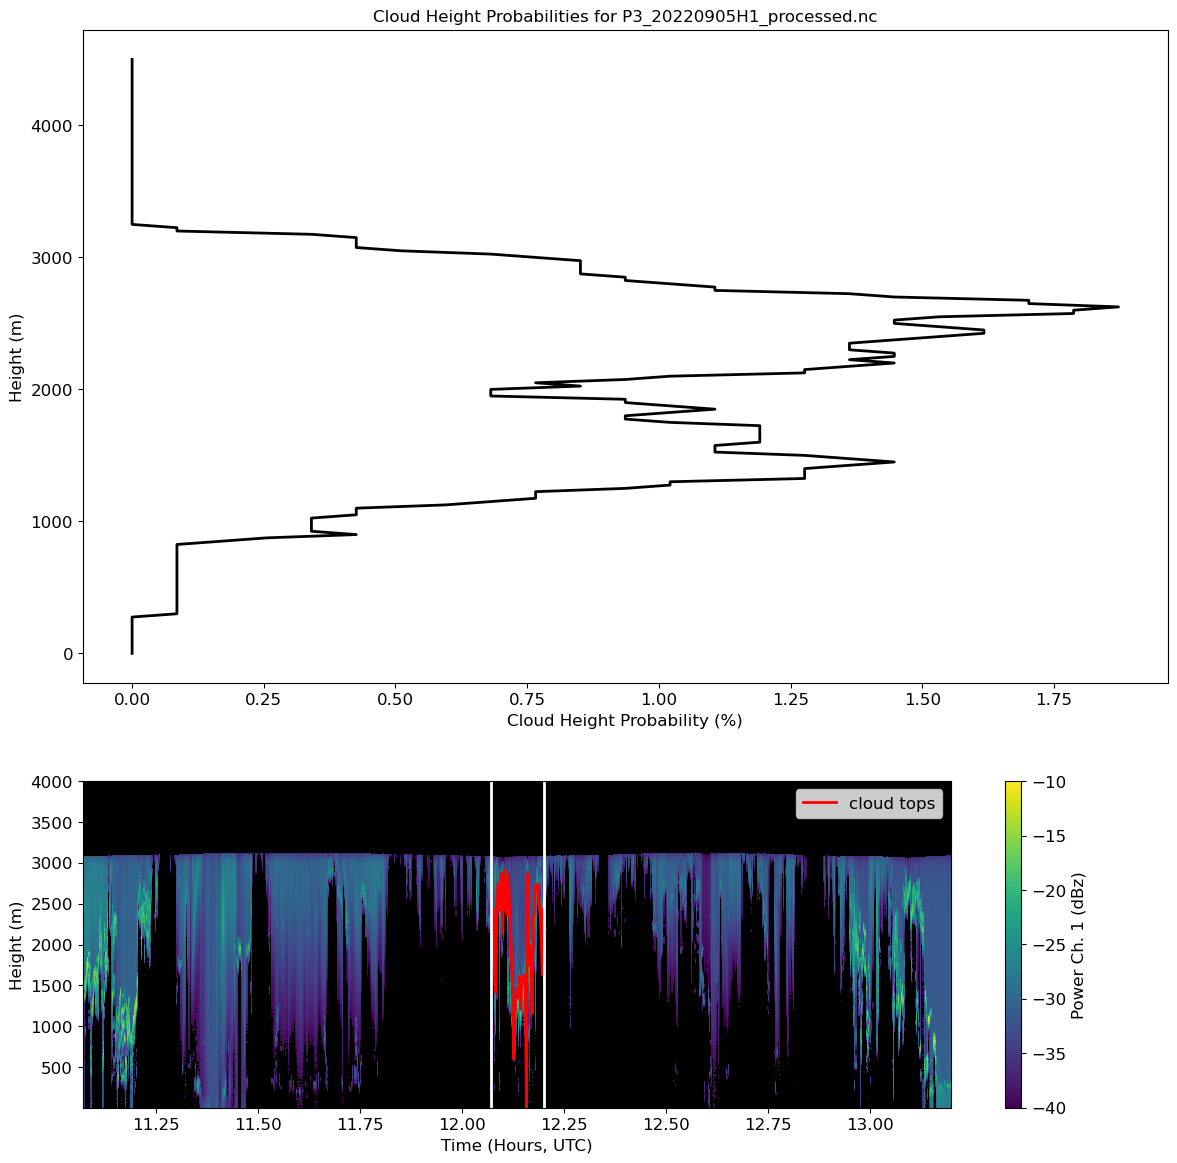 Cloud Height Probabilities for P3_20220905H1_processed.nc
4000
3000
2000
1000
0
Height (m)
0.00 0.25 0.50 0.75 1.00 1.25 1.50 1.75
Cloud Height Probability (%)
4000
3500
3000
2500
2000
1500
1000
500
Height (m)
cloud tops
11.25 11.50 11.75 12.00 12.25 12.50 12.75 13.00
Time (Hours, UTC)
−10
−15
−20
−25
−30
−35
−40
Power Ch. 1 (dBz)